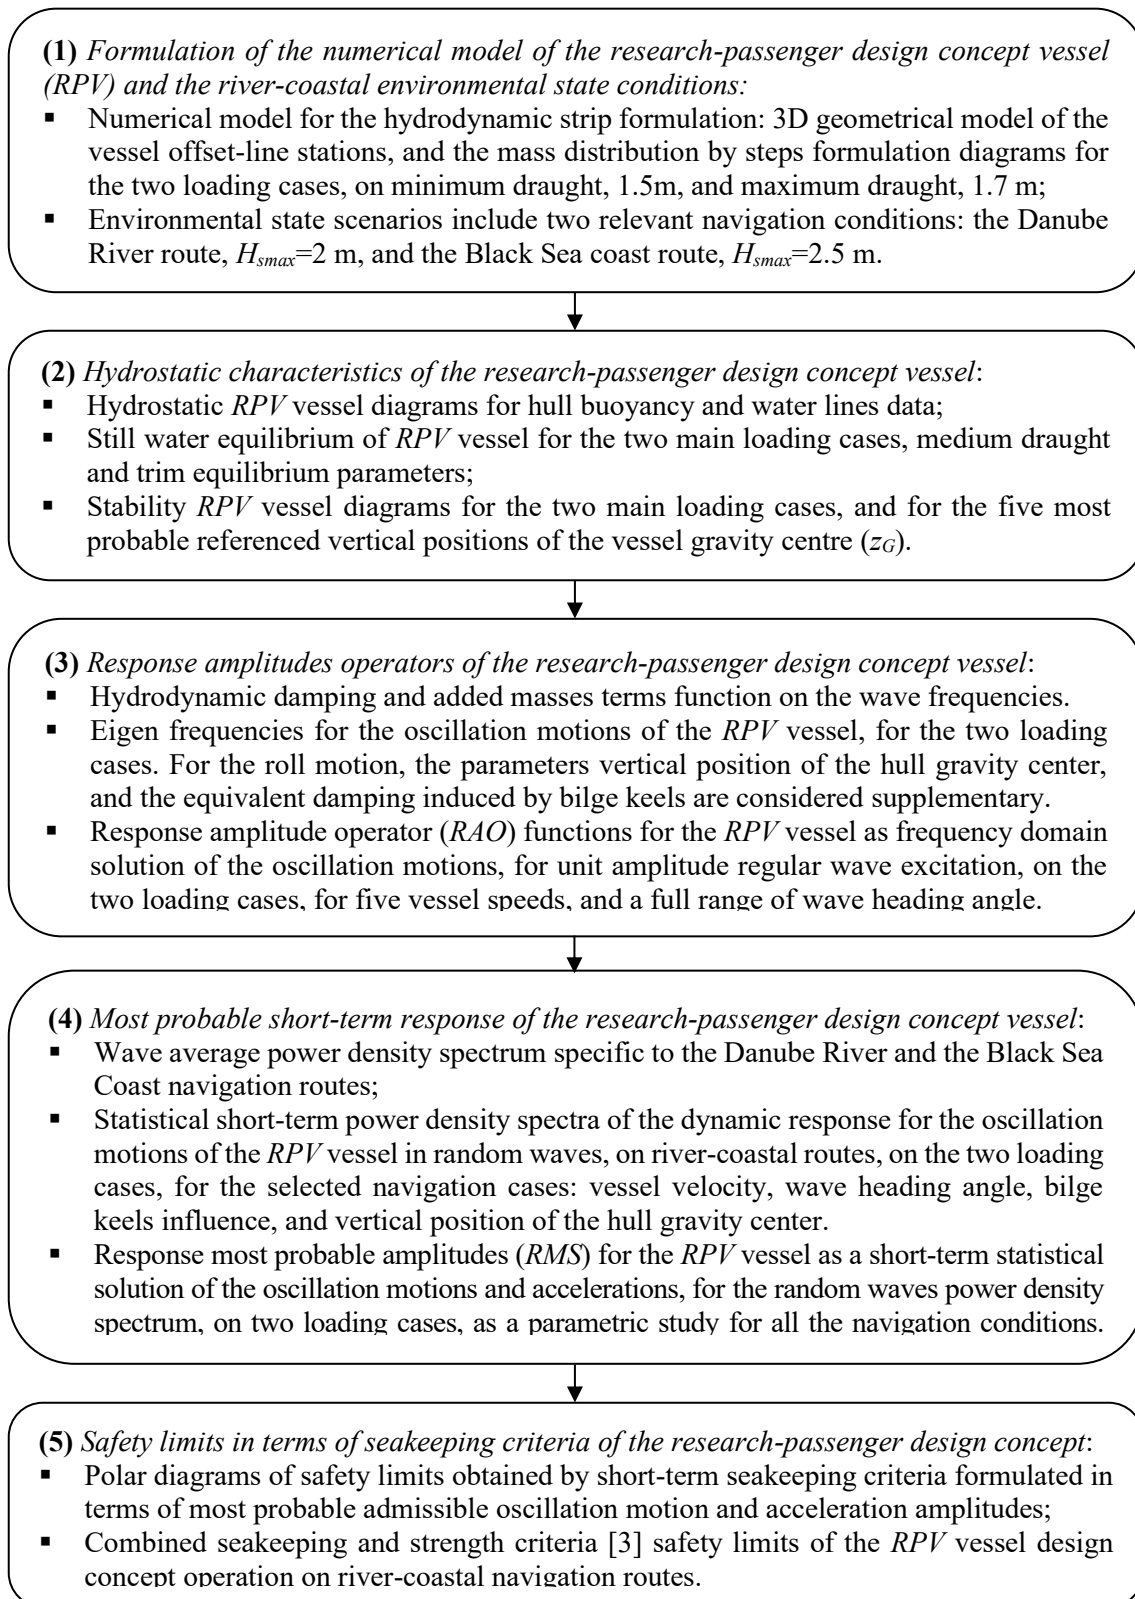 (1) Formulation of the numerical model of the research-passenger design concept vessel
(RPV) and the river-coastal environmental state conditions:
▪ Numerical model for the hydrodynamic strip formulation: 3D geometrical model of the
vessel offset-line stations, and the mass distribution by steps formulation diagrams for
the two loading cases, on minimum draught, 1.5m, and maximum draught, 1.7 m;
▪ Environmental state scenarios include two relevant navigation conditions: the Danube
River route, Hsmax=2 m, and the Black Sea coast route, Hsmax=2.5 m.
(2) Hydrostatic characteristics of the research-passenger design concept vessel:
▪ Hydrostatic RPV vessel diagrams for hull buoyancy and water lines data;
▪ Still water equilibrium of RPV vessel for the two main loading cases, medium draught
and trim equilibrium parameters;
▪ Stability RPV vessel diagrams for the two main loading cases, and for the five most
probable referenced vertical positions of the vessel gravity centre (zG).
(3) Response amplitudes operators of the research-passenger design concept vessel:
▪ Hydrodynamic damping and added masses terms function on the wave frequencies.
▪ Eigen frequencies for the oscillation motions of the RPV vessel, for the two loading
cases. For the roll motion, the parameters vertical position of the hull gravity center,
and the equivalent damping induced by bilge keels are considered supplementary.
▪ Response amplitude operator (RAO) functions for the RPV vessel as frequency domain
solution of the oscillation motions, for unit amplitude regular wave excitation, on the
two loading cases, for five vessel speeds, and a full range of wave heading angle.
(4) Most probable short-term response of the research-passenger design concept vessel:
▪ Wave average power density spectrum specific to the Danube River and the Black Sea
Coast navigation routes;
▪ Statistical short-term power density spectra of the dynamic response for the oscillation
motions of the RPV vessel in random waves, on river-coastal routes, on the two loading
cases, for the selected navigation cases: vessel velocity, wave heading angle, bilge
keels influence, and vertical position of the hull gravity center.
▪ Response most probable amplitudes (RMS) for the RPV vessel as a short-term statistical
solution of the oscillation motions and accelerations, for the random waves power density
spectrum, on two loading cases, as a parametric study for all the navigation conditions.
(5) Safety limits in terms of seakeeping criteria of the research-passenger design concept:
▪ Polar diagrams of safety limits obtained by short-term seakeeping criteria formulated in
terms of most probable admissible oscillation motion and acceleration amplitudes;
▪ Combined seakeeping and strength criteria [3] safety limits of the RPV vessel design
concept operation on river-coastal navigation routes.